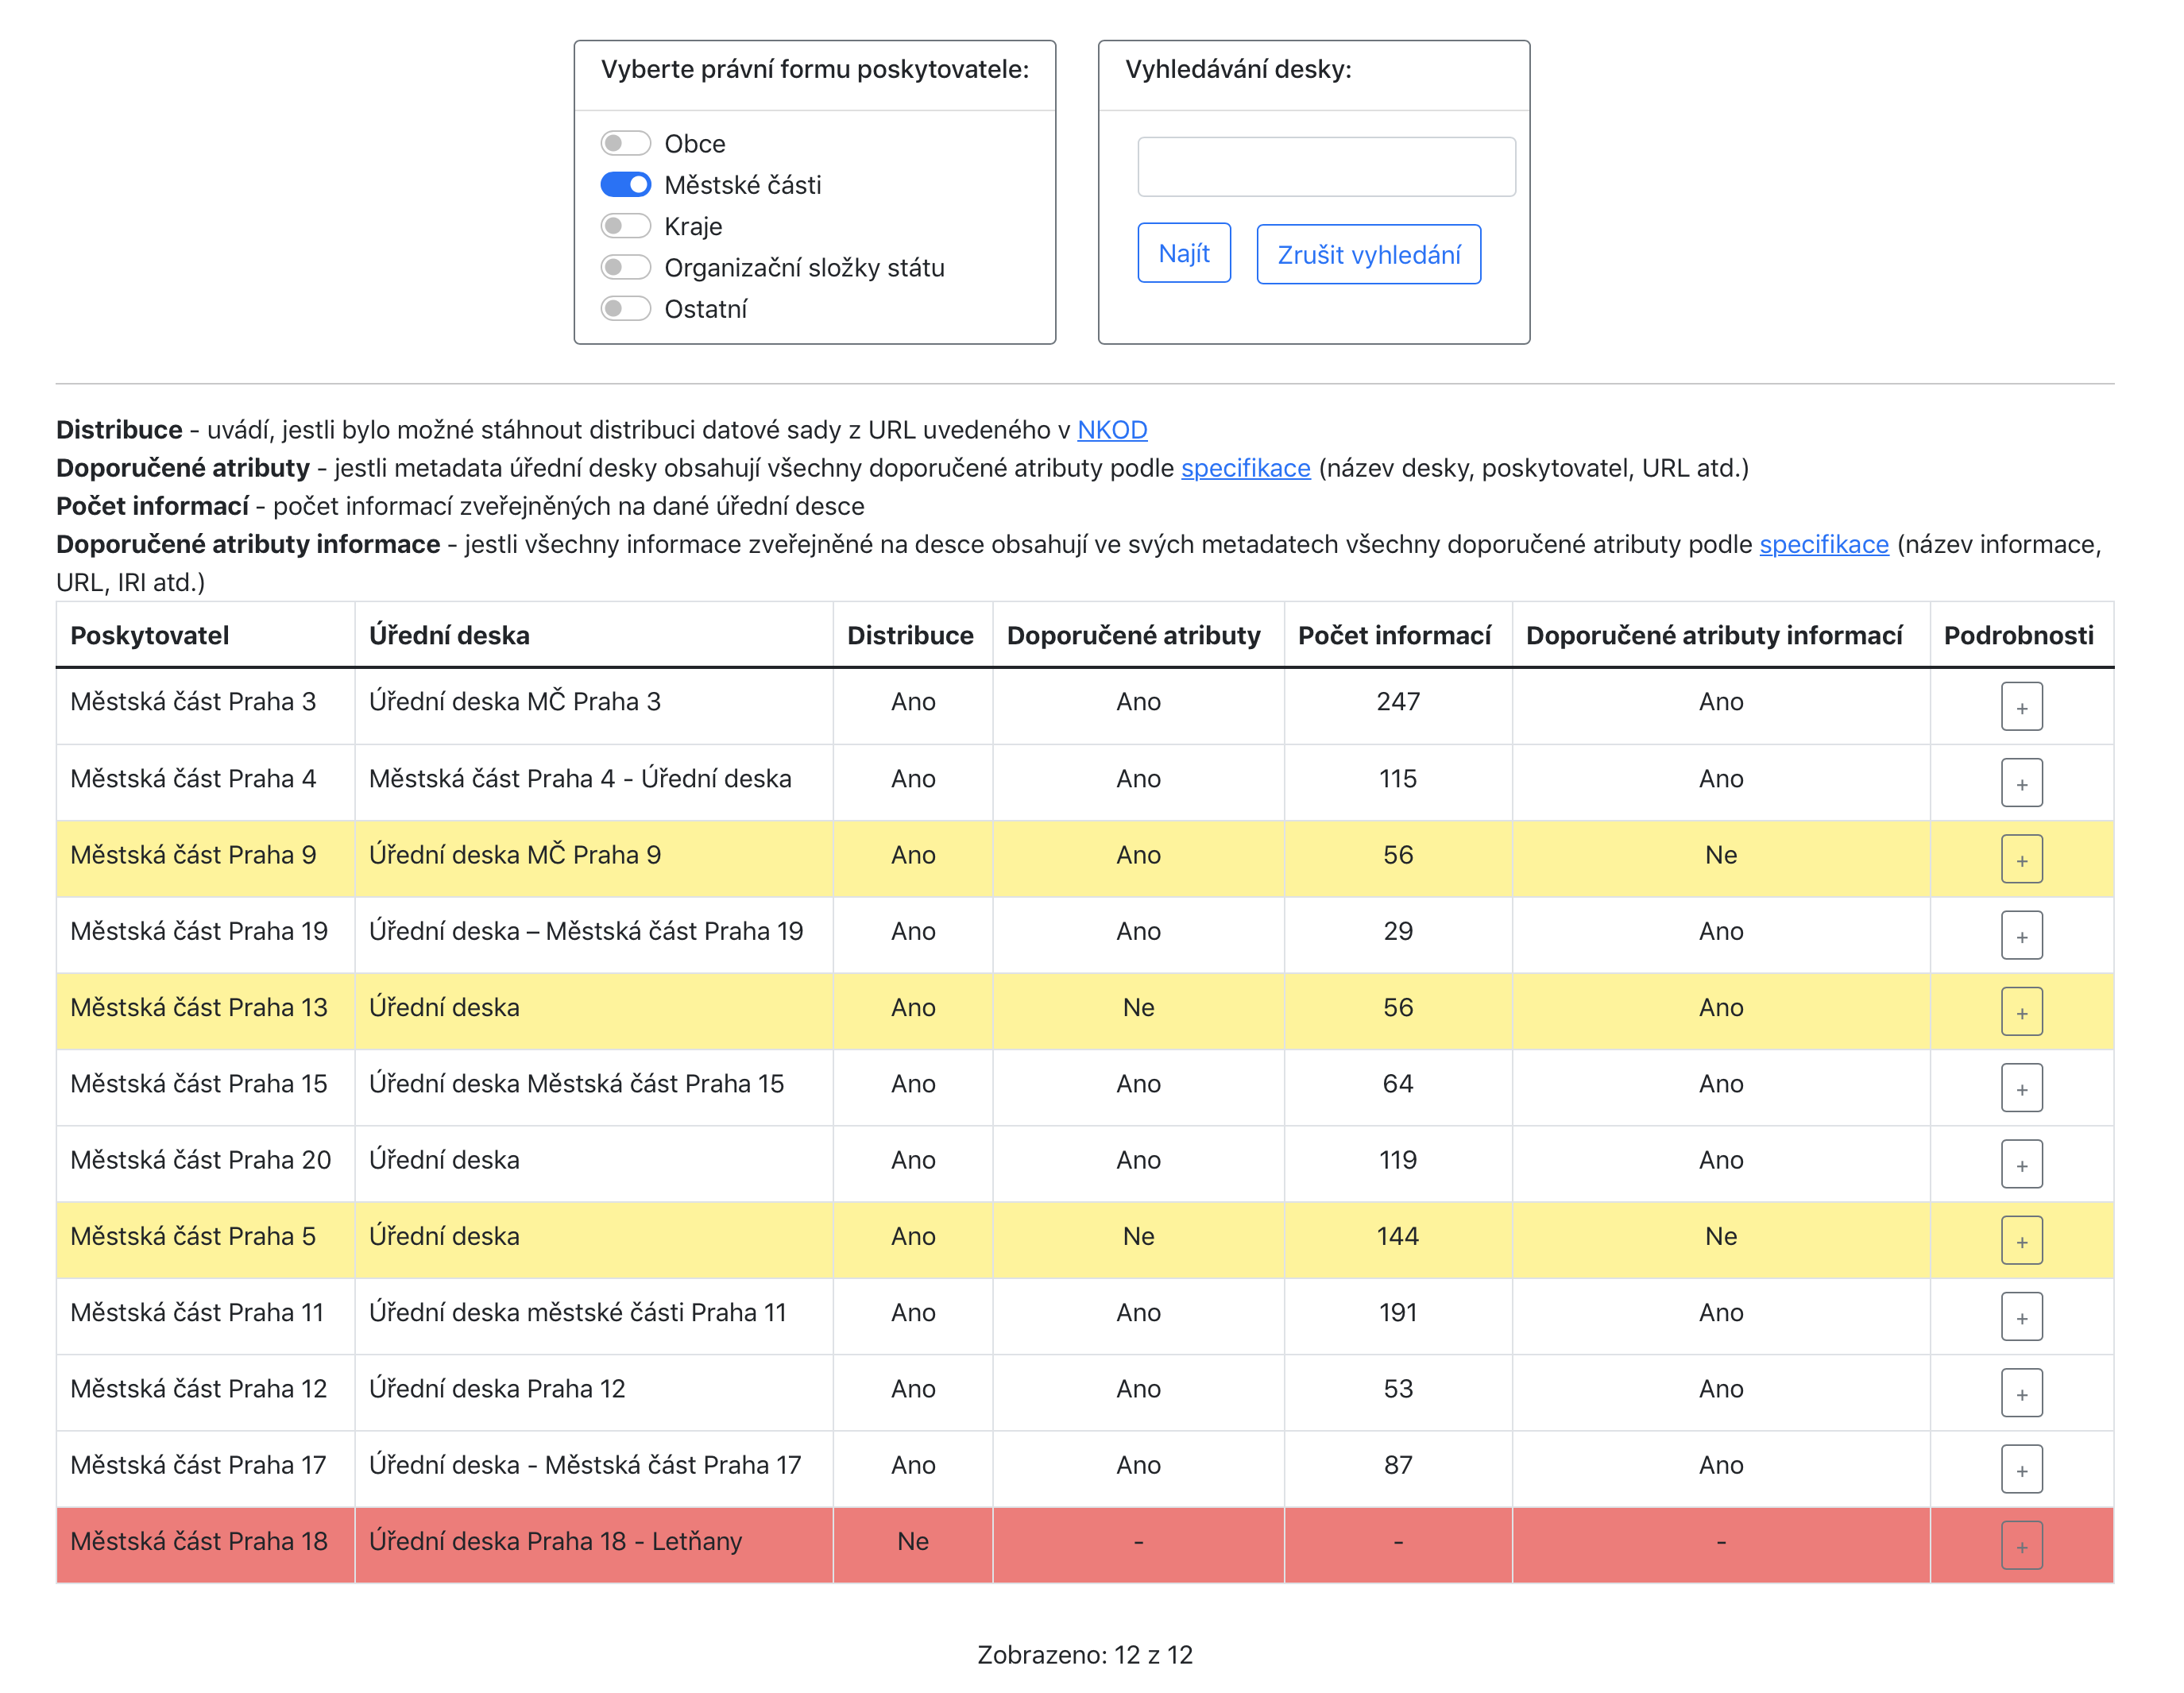 Vyberte právní formu poskytovatele:
Obce
Městské části
Kraje
Organizační složky státu
Ostatní
Vyhledávání desky:
Najít
Zrušit vyhledání
Distribuce - uvádí, jestli bylo možné stáhnout distribuci datové sady z URL uvedeného v NKOD
Doporučené atributy - jestli metadata úřední desky obsahují všechny doporučené atributy podle specifikace (název desky, poskytovatel, URL atd.)
Počet informací - počet informací zveřejněných na dané úřední desce
Doporučené atributy informace - jestli všechny informace zveřejněné na desce obsahují ve svých metadatech všechny doporučené atributy podle specifikace (název informace,
URL, IRI atd.)
Poskytovatel Úřední deska Distribuce Doporučené atributy Počet informací Doporučené atributy informací Podrobnosti
Městská část Praha 3 Úřední deska MČ Praha 3 Ano Ano 247 Ano +
Městská část Praha 4 Městská část Praha 4 - Úřední deska Ano Ano 115 Ano +
Městská část Praha 9 Úřední deska MČ Praha 9 Ano Ano 56 Ne +
Městská část Praha 19 Úřední deska – Městská část Praha 19 Ano Ano 29 Ano +
Městská část Praha 13 Úřední deska Ano Ne 56 Ano +
Městská část Praha 15 Úřední deska Městská část Praha 15 Ano Ano 64 Ano +
Městská část Praha 20 Úřední deska Ano Ano 119 Ano +
Městská část Praha 5 Úřední deska Ano Ne 144 Ne +
Městská část Praha 11 Úřední deska městské části Praha 11 Ano Ano 191 Ano +
Městská část Praha 12 Úřední deska Praha 12 Ano Ano 53 Ano +
Městská část Praha 17 Úřední deska - Městská část Praha 17 Ano Ano 87 Ano +
Městská část Praha 18 Úřední deska Praha 18 - Letňany Ne - - - +
Zobrazeno: 12 z 12